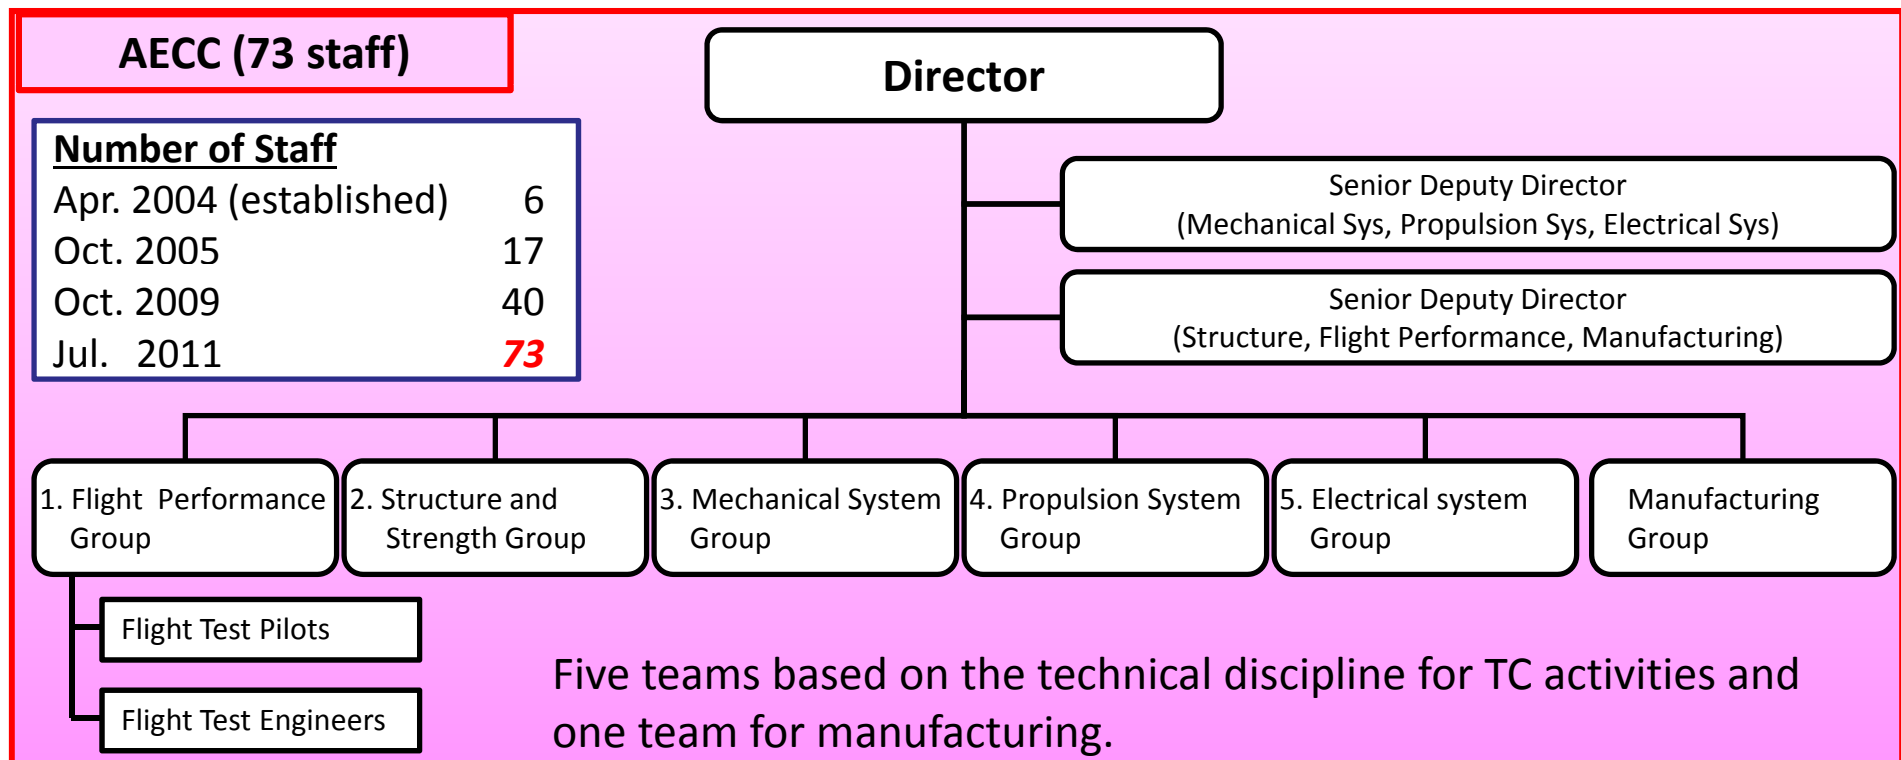 AECC (73 staff)
Director
Number of Staff
Apr. 2004 (established) 6
Oct. 2005 17
Oct. 2009 40
Jul. 2011 73
Senior Deputy Director
(Mechanical Sys, Propulsion Sys, Electrical Sys)
Senior Deputy Director
(Structure, Flight Performance, Manufacturing)
1. Flight Performance
Group
2. Structure and
Strength Group
3. Mechanical System
Group
4. Propulsion System
Group
5. Electrical system
Group
Manufacturing
Group
Flight Test Pilots
Flight Test Engineers
Five teams based on the technical discipline for TC activities and
one team for manufacturing.